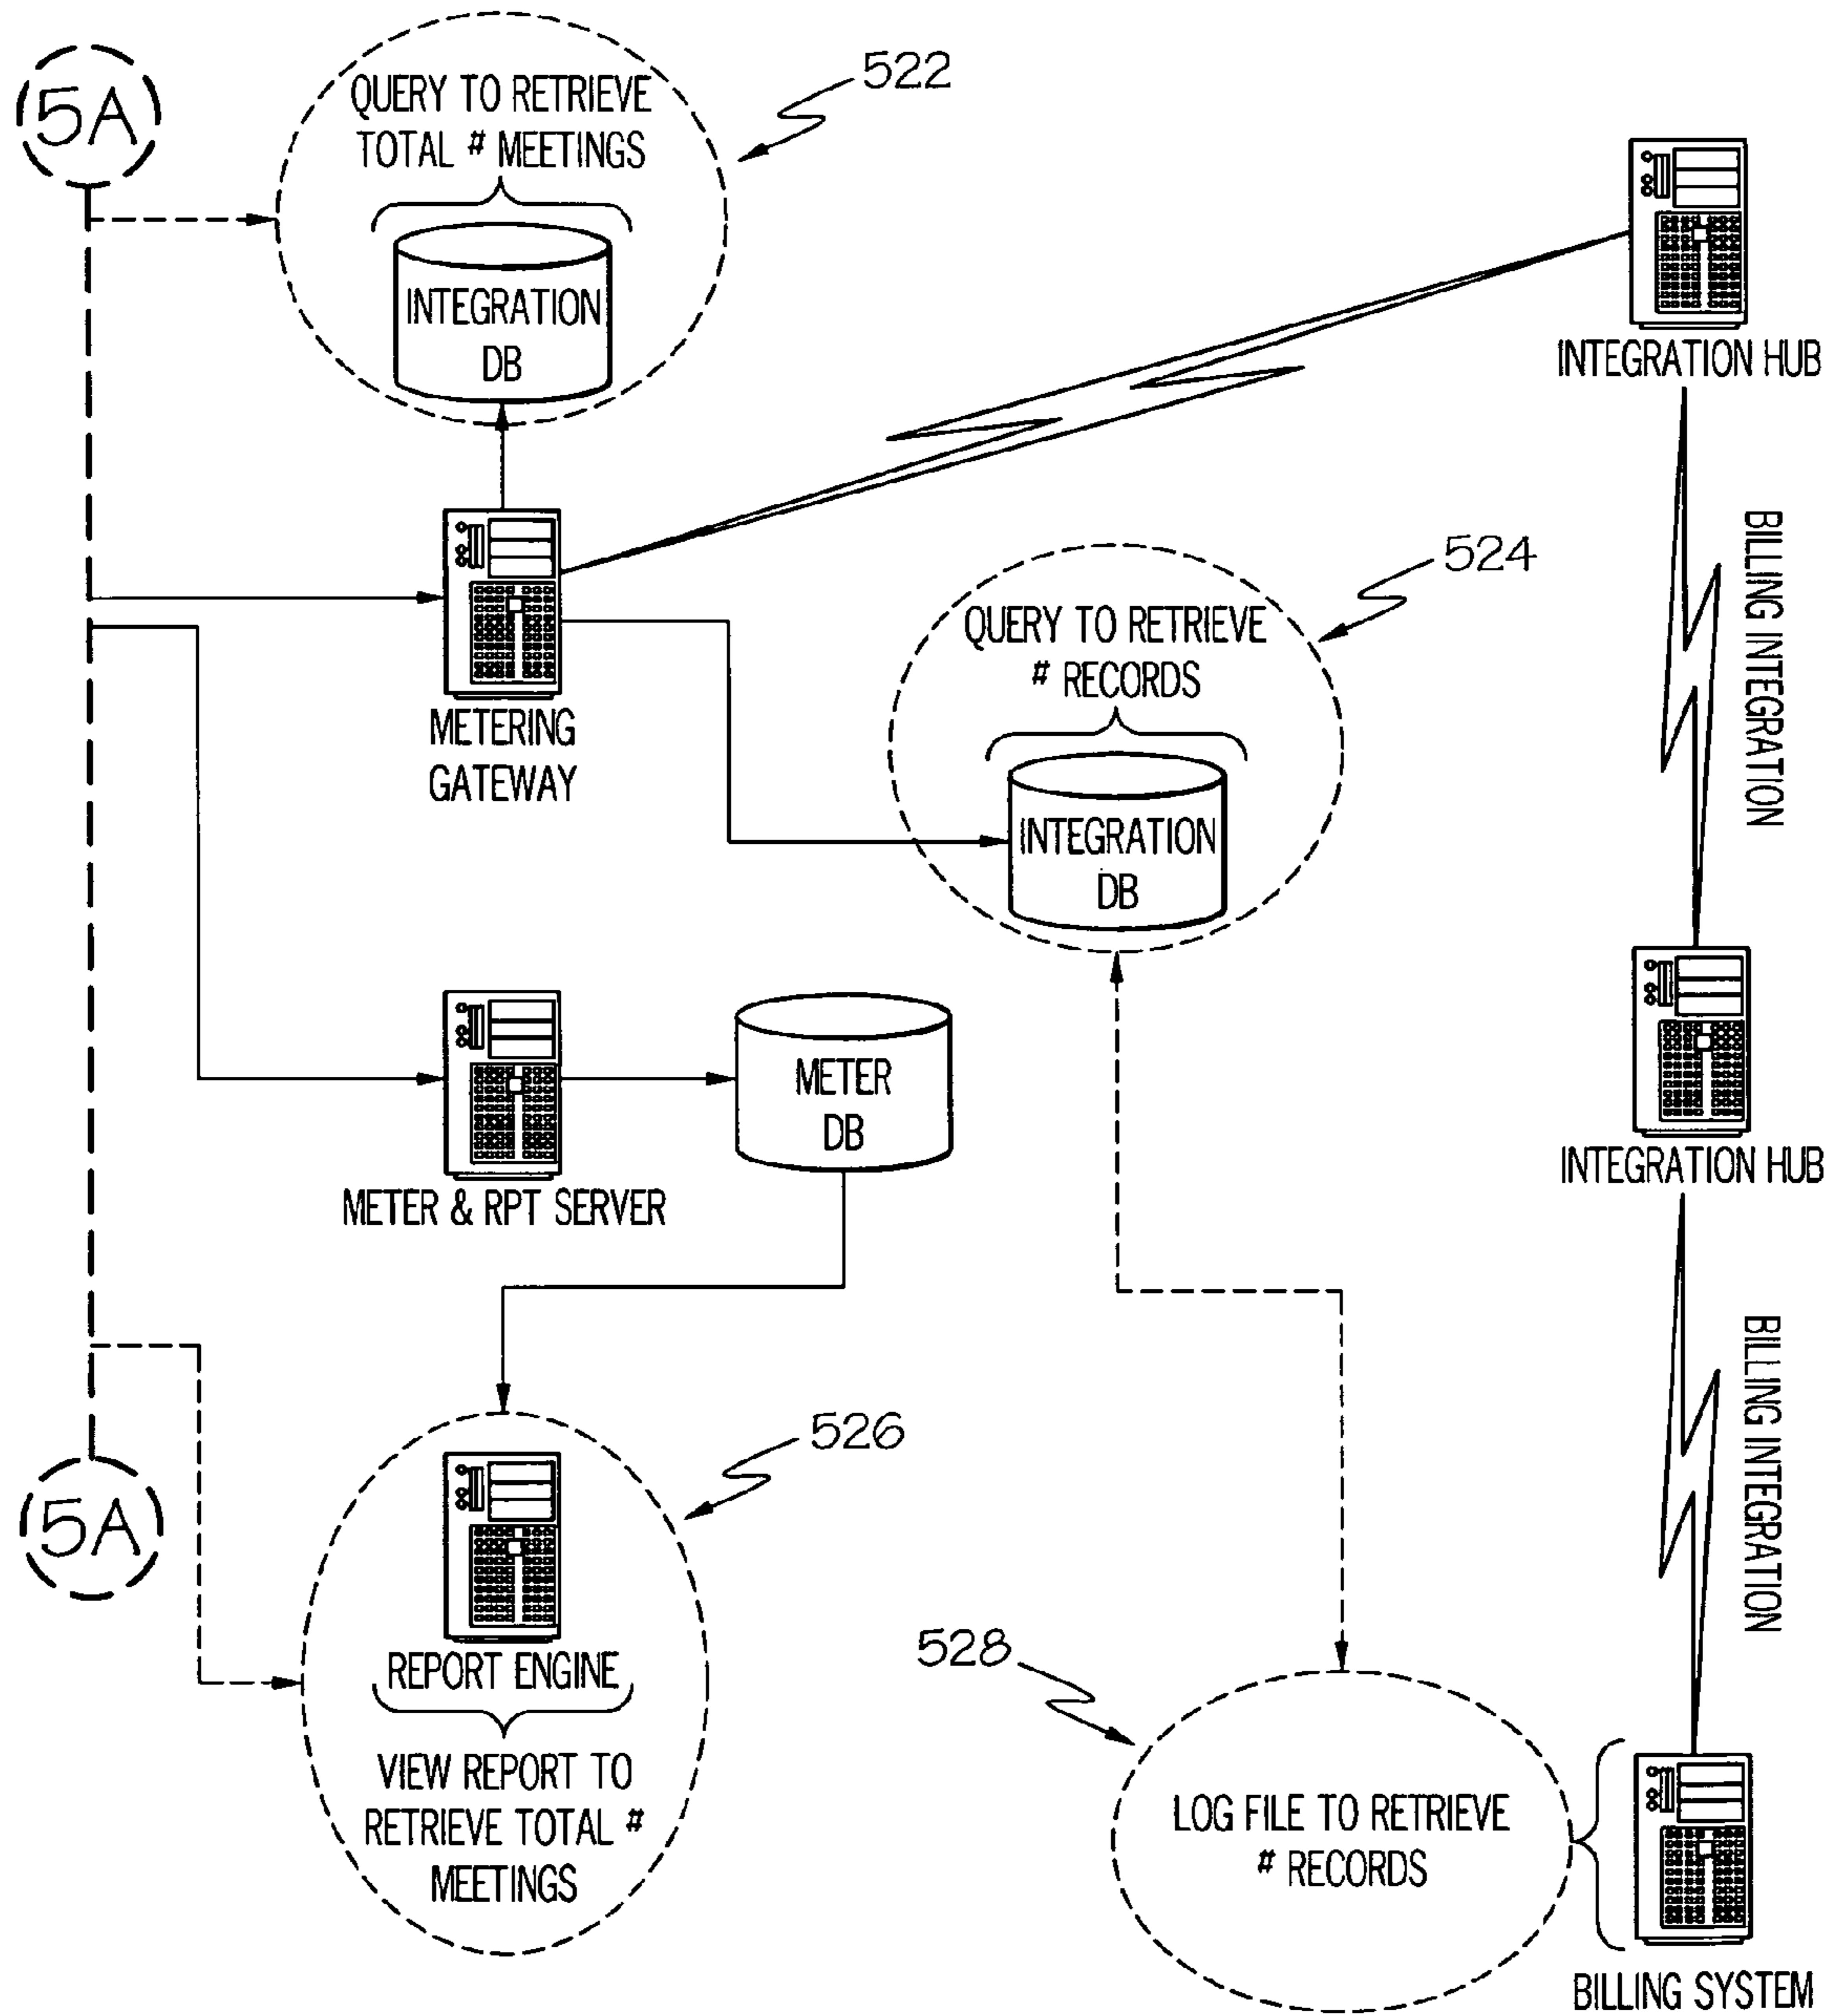 5A
522
QUERY TO RETRIEVE
TOTAL # MEETINGS
INTEGRATION
DB
INTEGRATION HUB
BILLING INTEGRATION
524
QUERY TO RETRIEVE
# RECORDS
INTEGRATION
DB
METERING
GATEWAY
INTEGRATION HUB
METER
DB
METER & RPT SERVER
BILLING INTEGRATION
526
5A
REPORT ENGINE
VIEW REPORT TO
RETRIEVE TOTAL #
MEETINGS
528
LOG FILE TO RETRIEVE
# RECORDS
BILLING SYSTEM